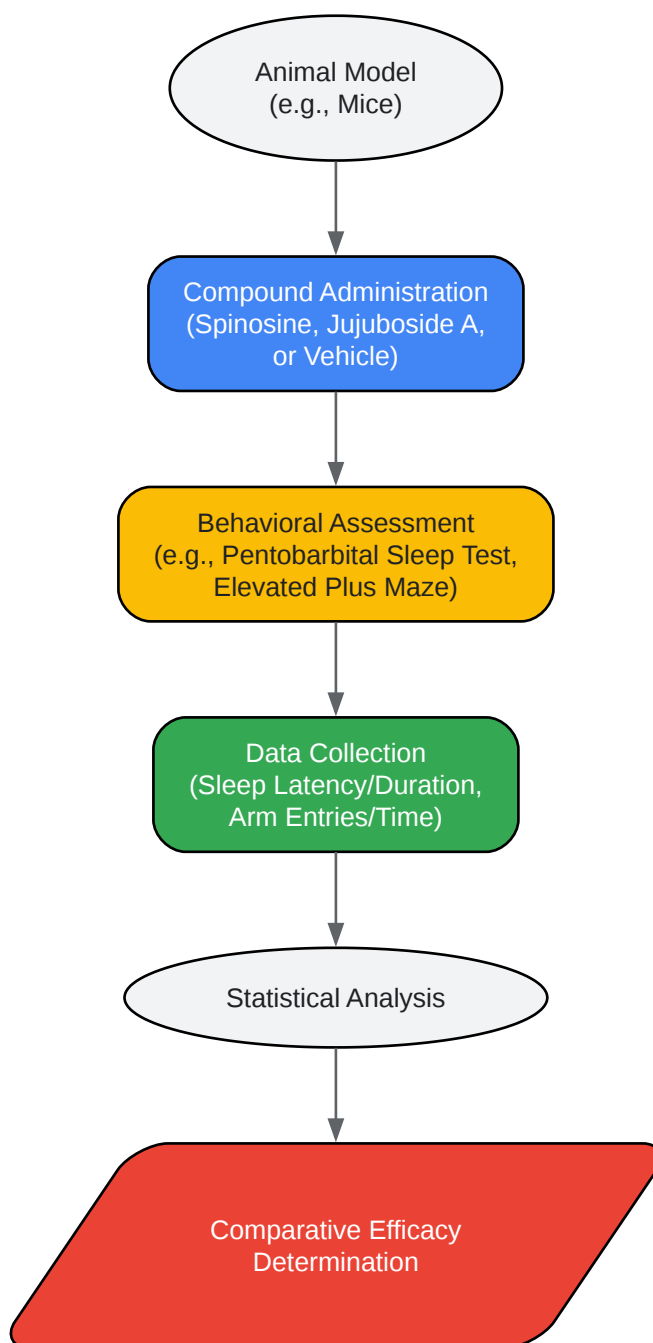 Animal Model
(e.g., Mice)
Compound Administration
(Spinosine, Jujuboside A,
or Vehicle)
Behavioral Assessment
(e.g., Pentobarbital Sleep Test,
Elevated Plus Maze)
Data Collection
(Sleep Latency/Duration,
Arm Entries/Time)
Statistical Analysis
Comparative Efficacy
Determination